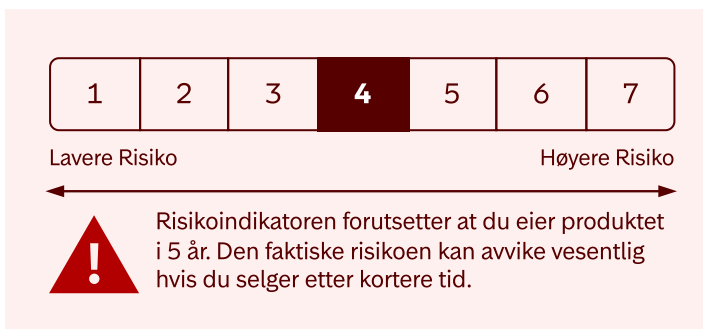 1 2 3 4 5 6 7
Lavere Risiko Høyere Risiko
Risikoindikatoren forutsetter at du eier produktet
i 5 år. Den faktiske risikoen kan avvike vesentlig
hvis du selger etter kortere tid.
!